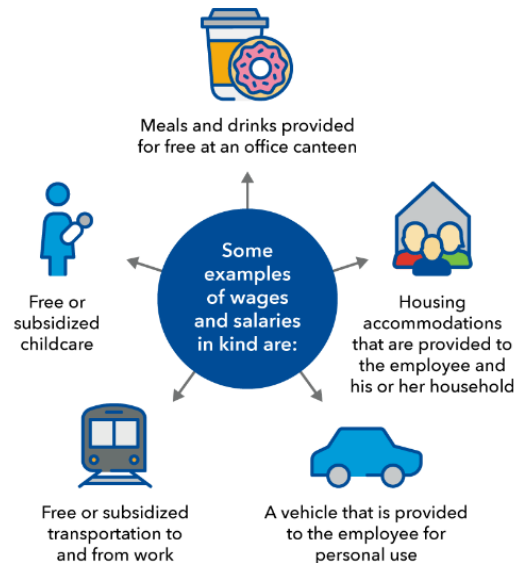 Meals and drinks provided
for free at an office canteen
Some
examples
of wages
and salaries
in kind are:
Free or
subsidized
childcare
Housing
accommodations
that are provided to
the employee and
his or her household
Free or subsidized
transportation to
and from work
A vehicle that is provided
to the employee for
personal use